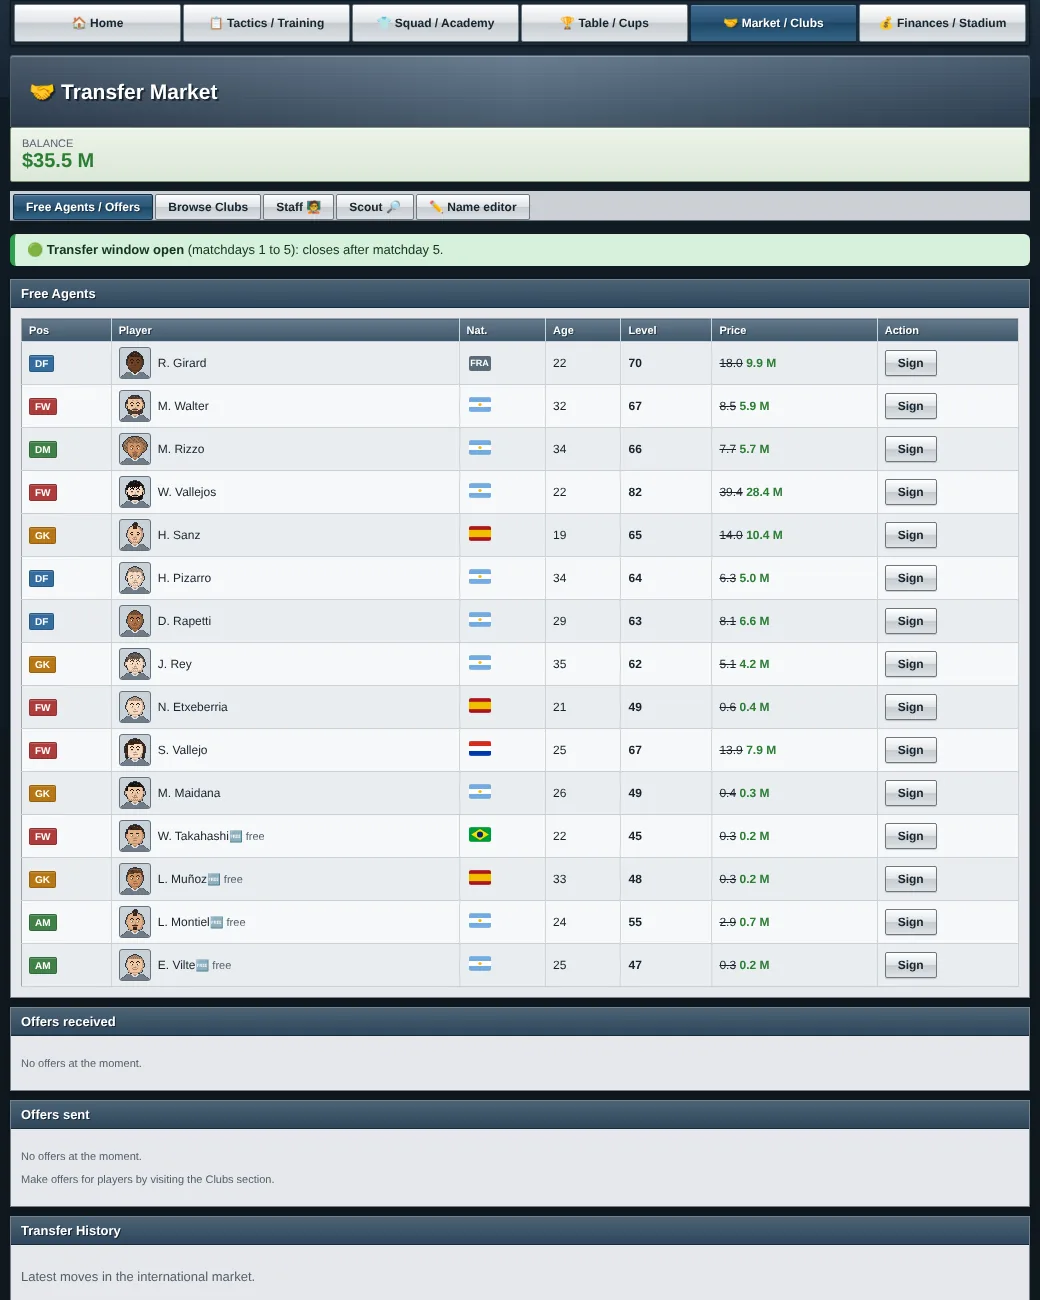 🏠 Home 📋 Tactics / Training 👕 Squad / Academy 🏆 Table / Cups 🤝 Market / Clubs 💰 Finances / Stadium
🤝 Transfer Market
BALANCE
$35.5 M
Free Agents / Offers Browse Clubs Staff 🧑‍🏫 Scout 🔎 ✏️ Name editor
🟢 Transfer window open (matchdays 1 to 5): closes after matchday 5.
Free Agents
Pos Player Nat. Age Level Price Action
DF R. Girard FRA 22 70 18.0 9.9 M Sign
FW M. Walter 32 67 8.5 5.9 M Sign
DM M. Rizzo 34 66 7.7 5.7 M Sign
FW W. Vallejos 22 82 39.4 28.4 M Sign
GK H. Sanz 19 65 14.0 10.4 M Sign
DF H. Pizarro 34 64 6.3 5.0 M Sign
DF D. Rapetti 29 63 8.1 6.6 M Sign
GK J. Rey 35 62 5.1 4.2 M Sign
FW N. Etxeberria 21 49 0.6 0.4 M Sign
FW S. Vallejo 25 67 13.9 7.9 M Sign
GK M. Maidana 26 49 0.4 0.3 M Sign
FW W. Takahashi🆓 free 22 45 0.3 0.2 M Sign
GK L. Muñoz🆓 free 33 48 0.3 0.2 M Sign
AM L. Montiel🆓 free 24 55 2.9 0.7 M Sign
AM E. Vilte🆓 free 25 47 0.3 0.2 M Sign
Offers received
No offers at the moment.
Offers sent
No offers at the moment.
Make offers for players by visiting the Clubs section.
Transfer History
Latest moves in the international market.